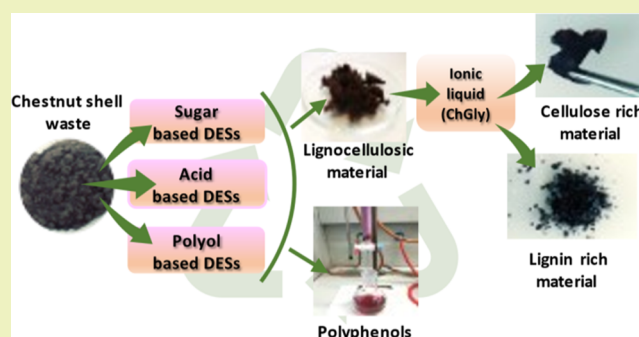 Chestnut shell
waste
Sugar
based DESs
Acid
based DESs
Polyol
based DESs
Lignocellulosic
material
Polyphenols
Ionic
liquid
(ChGly)
Cellulose rich
material
Lignin rich
material